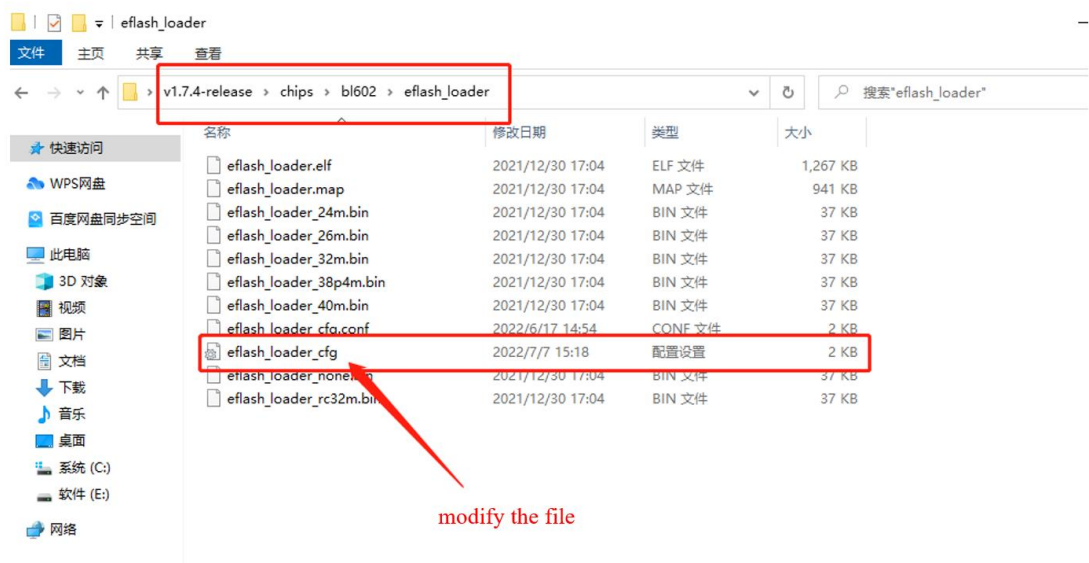 eflash_loader
文件 主页 共享 查看
v1.7.4-release › chips › bl602 › eflash_loader 搜索"eflash_loader"
名称 修改日期 类型 大小
快速访问
WPS网盘
百度网盘同步空间
此电脑
3D 对象
视频
图片
文档
下载
音乐
桌面
系统 (C:)
软件 (E:)
网络
eflash_loader.elf 2021/12/30 17:04 ELF 文件 1,267 KB
eflash_loader.map 2021/12/30 17:04 MAP 文件 941 KB
eflash_loader_24m.bin 2021/12/30 17:04 BIN 文件 37 KB
eflash_loader_26m.bin 2021/12/30 17:04 BIN 文件 37 KB
eflash_loader_32m.bin 2021/12/30 17:04 BIN 文件 37 KB
eflash_loader_38p4m.bin 2021/12/30 17:04 BIN 文件 37 KB
eflash_loader_40m.bin 2021/12/30 17:04 BIN 文件 37 KB
eflash_loader_cfg.conf 2022/6/17 14:54 CONF 文件 2 KB
eflash_loader_cfg 2022/7/7 15:18 配置设置 2 KB
eflash_loader_none.bin 2021/12/30 17:04 BIN 文件 37 KB
eflash_loader_rc32m.bin 2021/12/30 17:04 BIN 文件 37 KB
modify the file